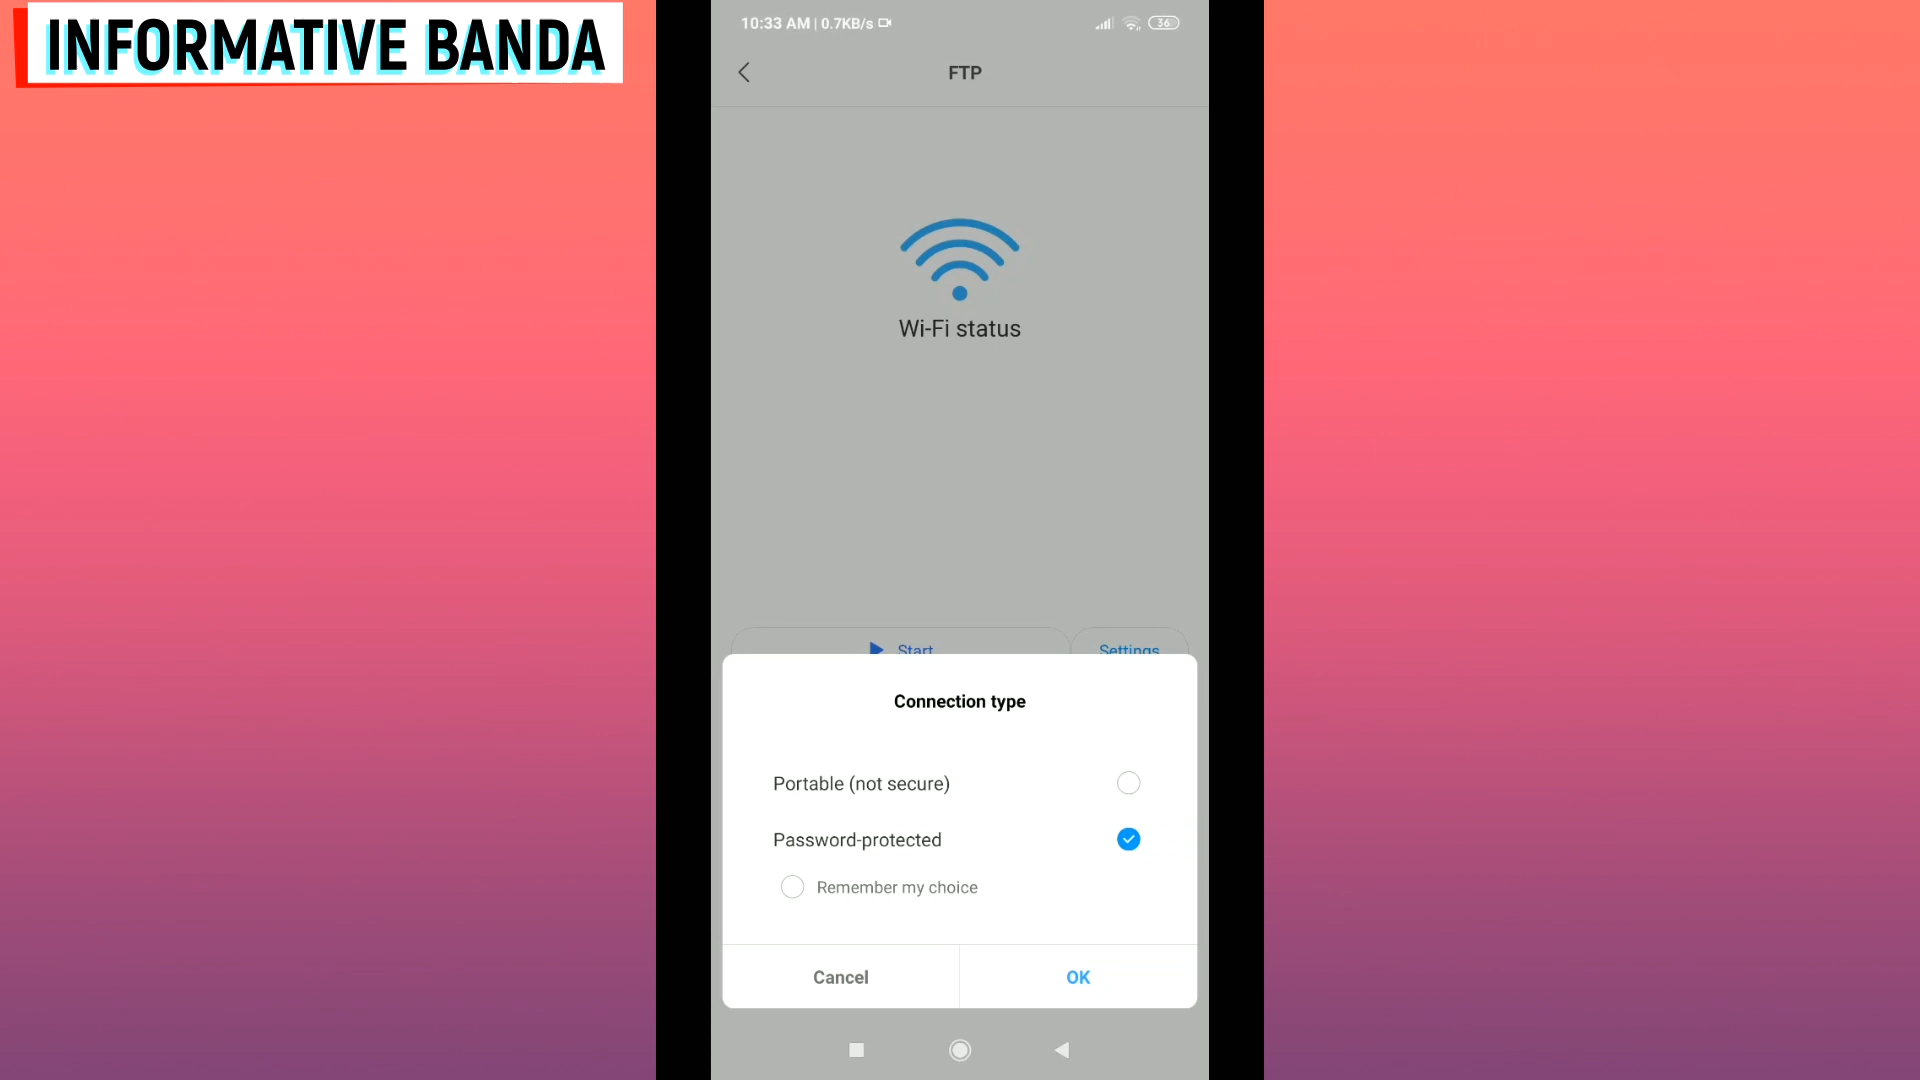 INFORMATIVE BANDA
10:33 AM | 0.7KB/s
36
FTP
Wi-Fi status
Start
Settings
Connection type
Portable (not secure)
Password-protected
Remember my choice
Cancel
OK